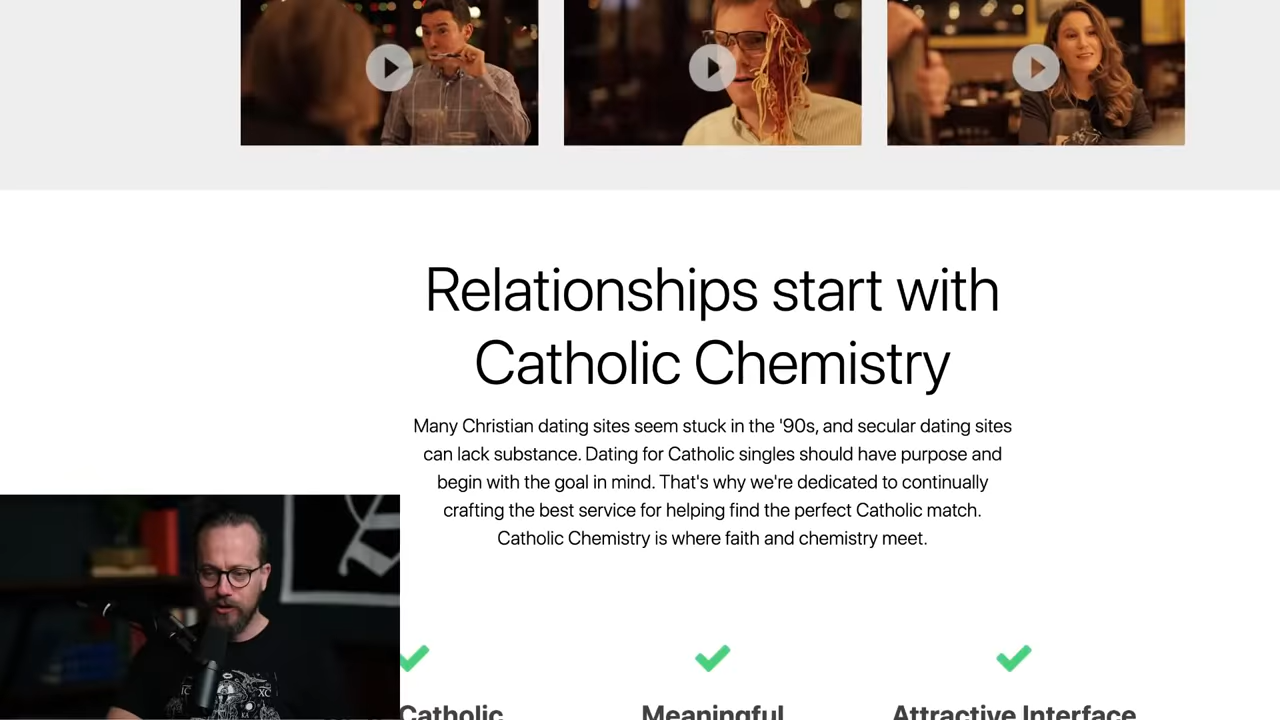 Relationships start with
Catholic Chemistry
Many Christian dating sites seem stuck in the '90s, and secular dating sites
can lack substance. Dating for Catholic singles should have purpose and
begin with the goal in mind. That's why we're dedicated to continually
crafting the best service for helping find the perfect Catholic match.
Catholic Chemistry is where faith and chemistry meet.
Catholic
Meaningful
Attractive Interface
XC